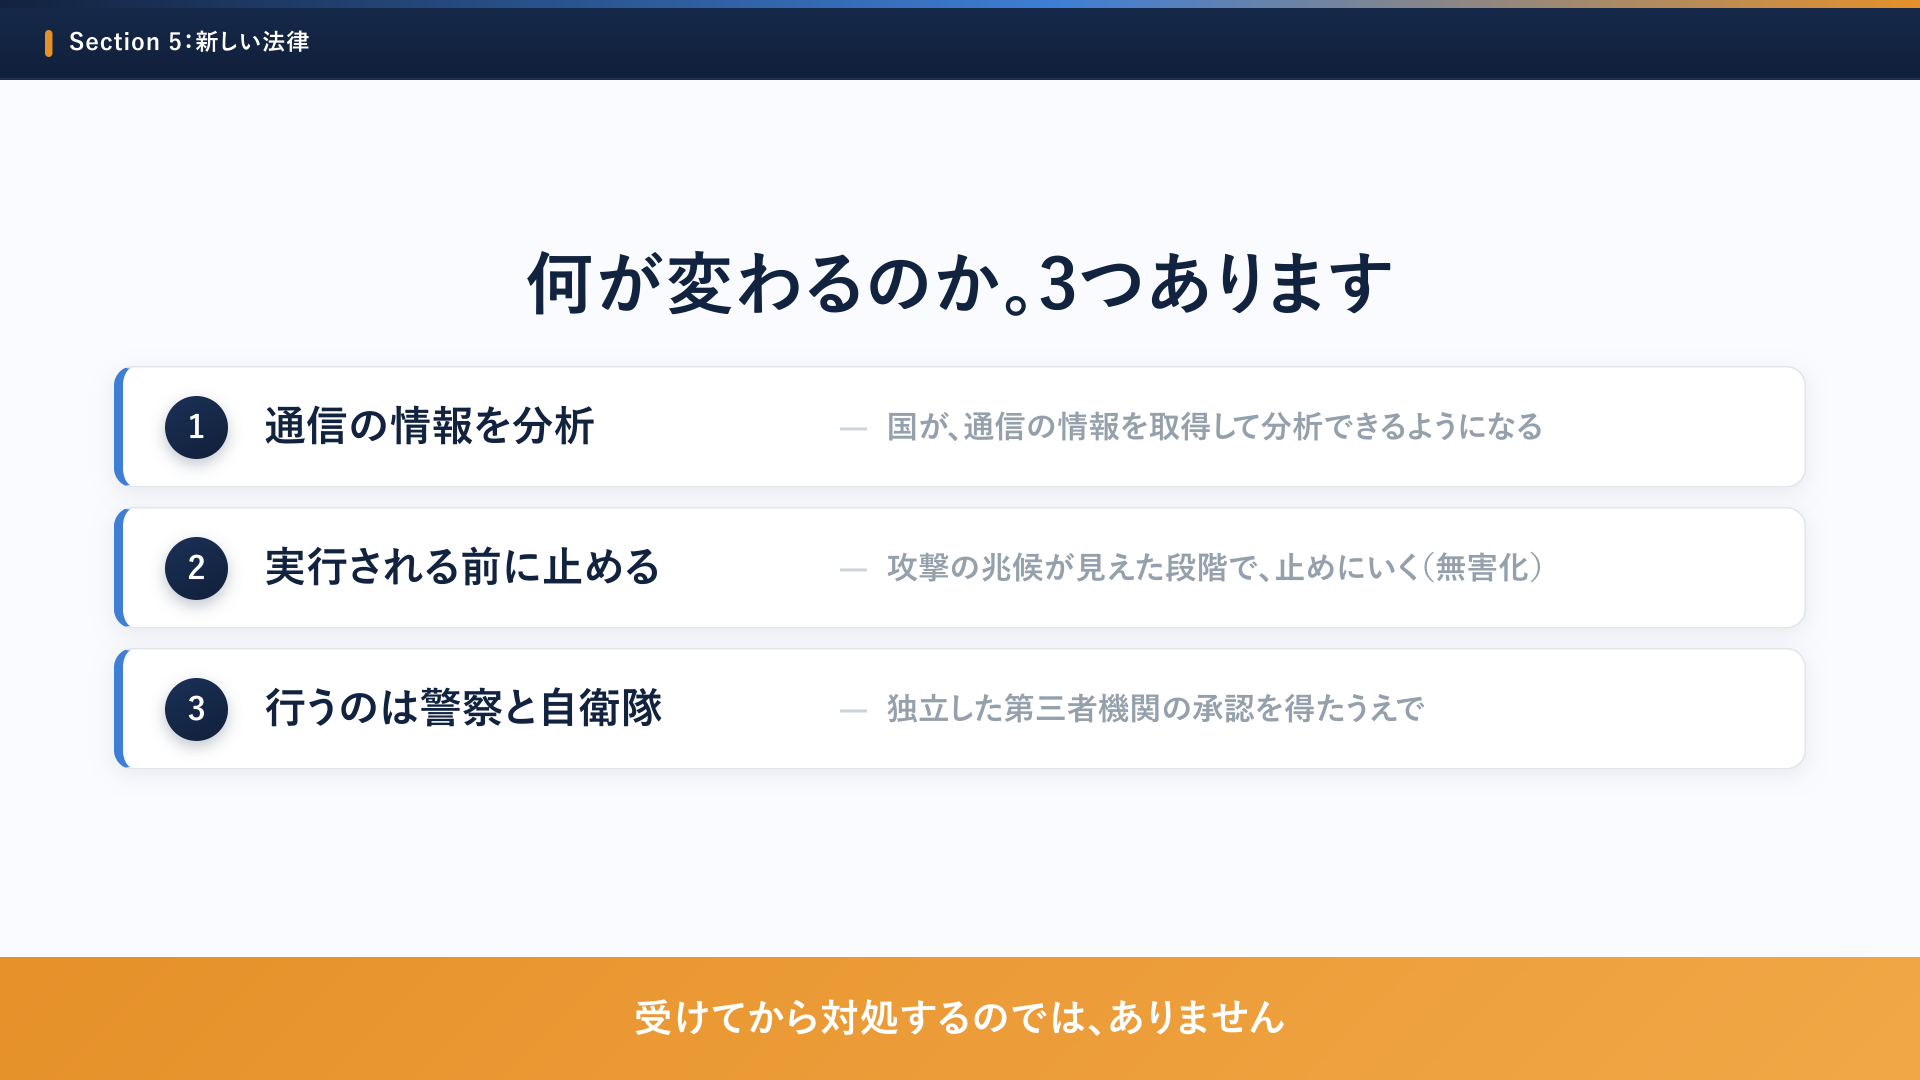 Section 5：新しい法律
何が変わるのか。3つあります
1 通信の情報を分析 — 国が、通信の情報を取得して分析できるようになる
2 実行される前に止める — 攻撃の兆候が見えた段階で、止めにいく（無害化）
3 行うのは警察と自衛隊 — 独立した第三者機関の承認を得たうえで
受けてから対処するのでは、ありません